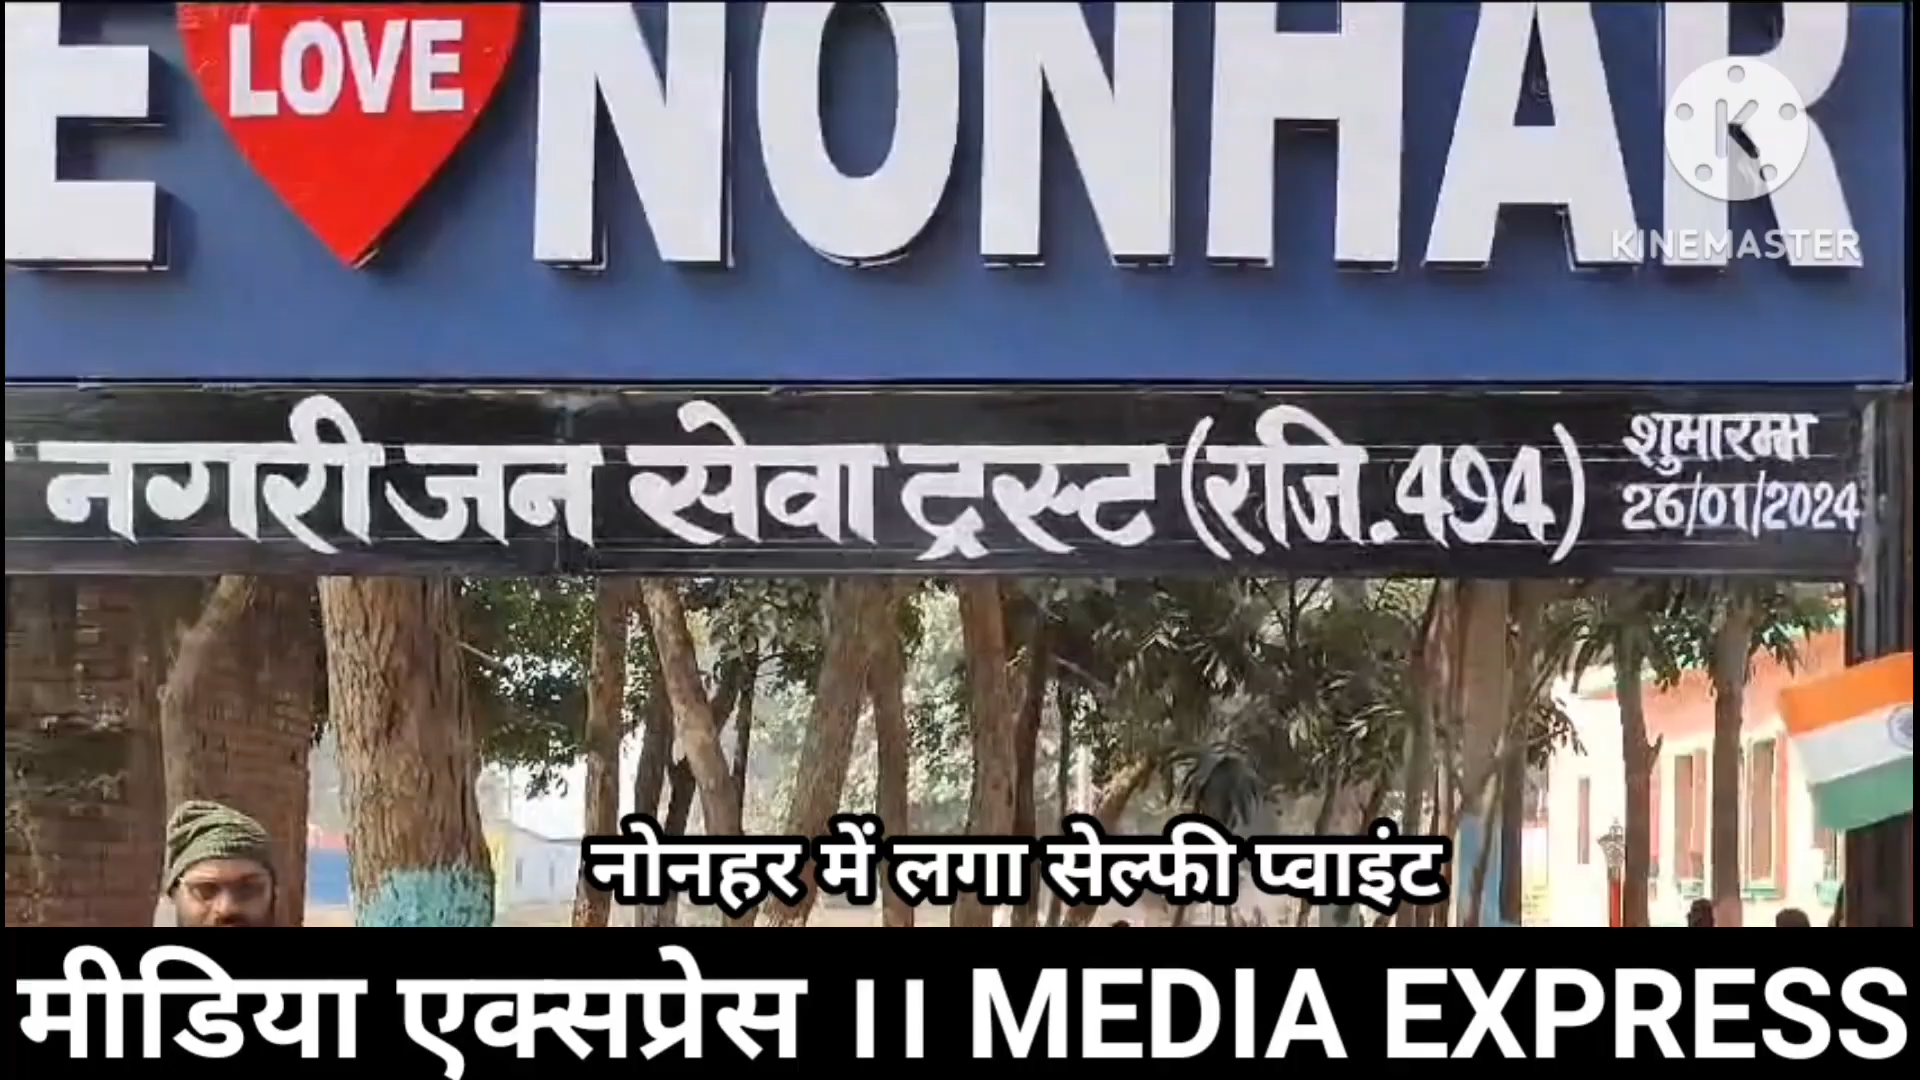 E LOVE NONHAR
K
KINEMASTER
नगरी जन सेवा ट्रस्ट (रजि.494)
शुभारम्भ
26/01/2024
नोनहर में लगा सेल्फी प्वाइंट
मीडिया एक्सप्रेस ।। MEDIA EXPRESS